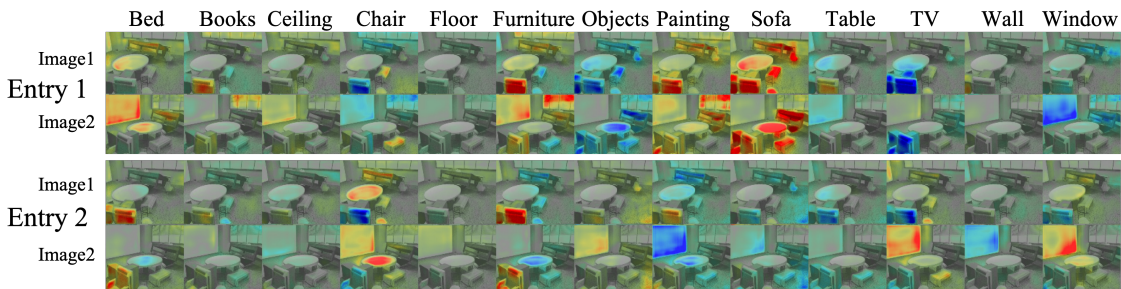 Bed Books Ceiling Chair Floor Furniture Objects Painting Sofa Table TV Wall Window
Image1
Entry 1
Image2
Image1
Entry 2
Image2